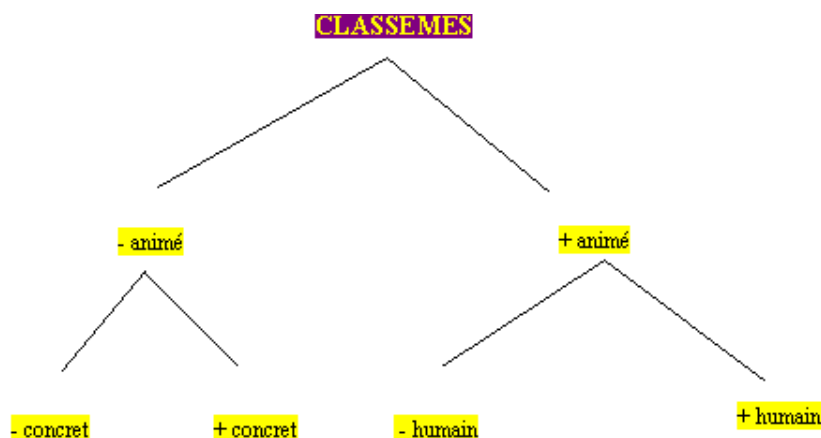 CLASSEMES
- animé
+ animé
- concret
+ concret
- humain
+ humain